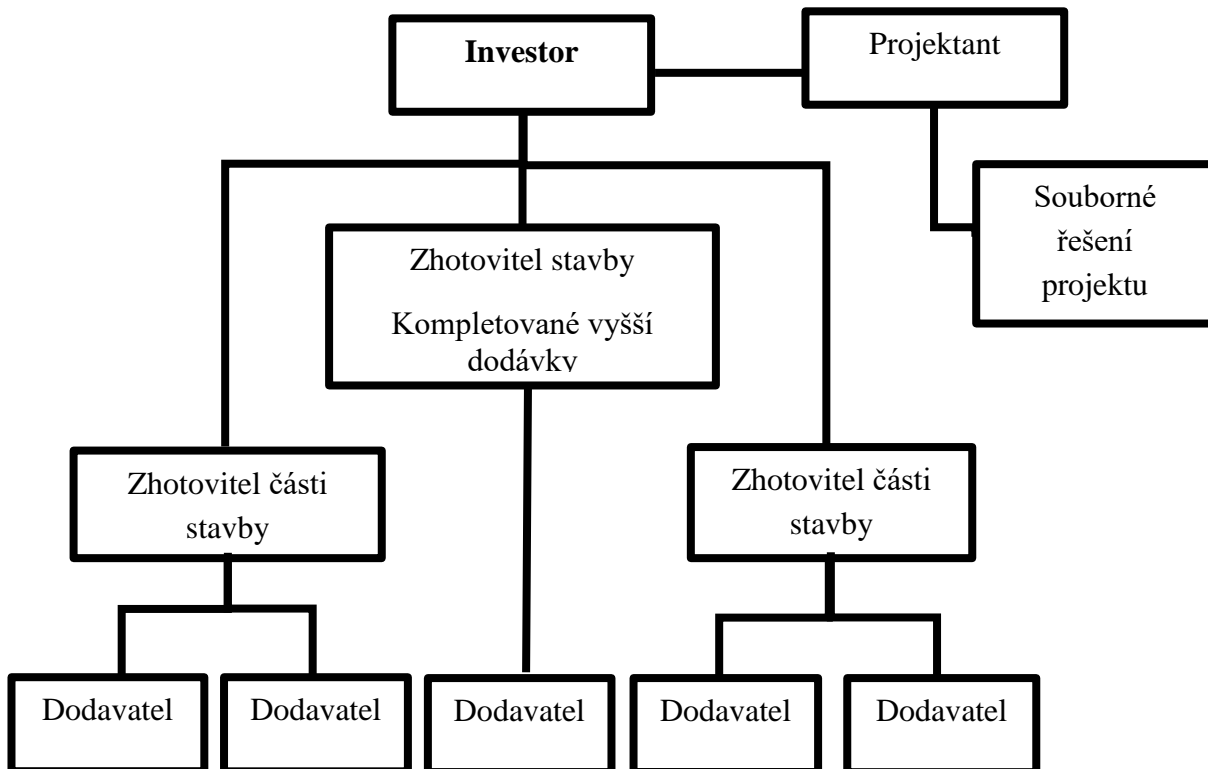 Investor
Projektant
Souborné
řešení
projektu
Zhotovitel stavby
Kompletované vyšší
dodávky
Zhotovitel části
stavby
Zhotovitel části
stavby
Dodavatel
Dodavatel
Dodavatel
Dodavatel
Dodavatel